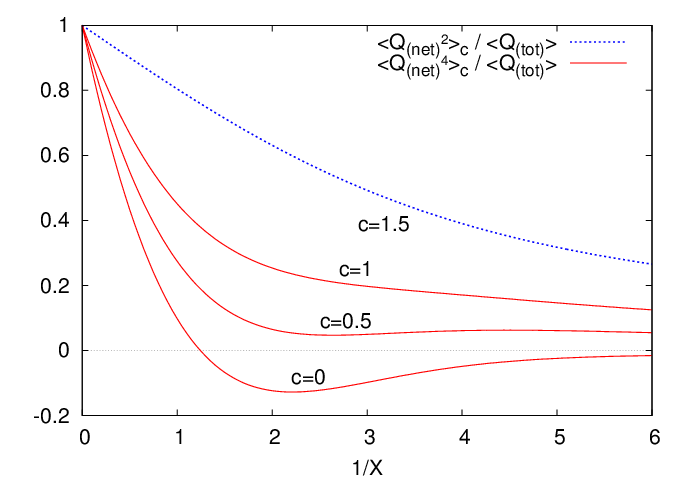 <Q(net)²>c / <Q(tot)>
<Q(net)⁴>c / <Q(tot)>
1
0.8
0.6
0.4
0.2
0
-0.2
c=1.5
c=1
c=0.5
c=0
0 1 2 3 4 5 6
1/X